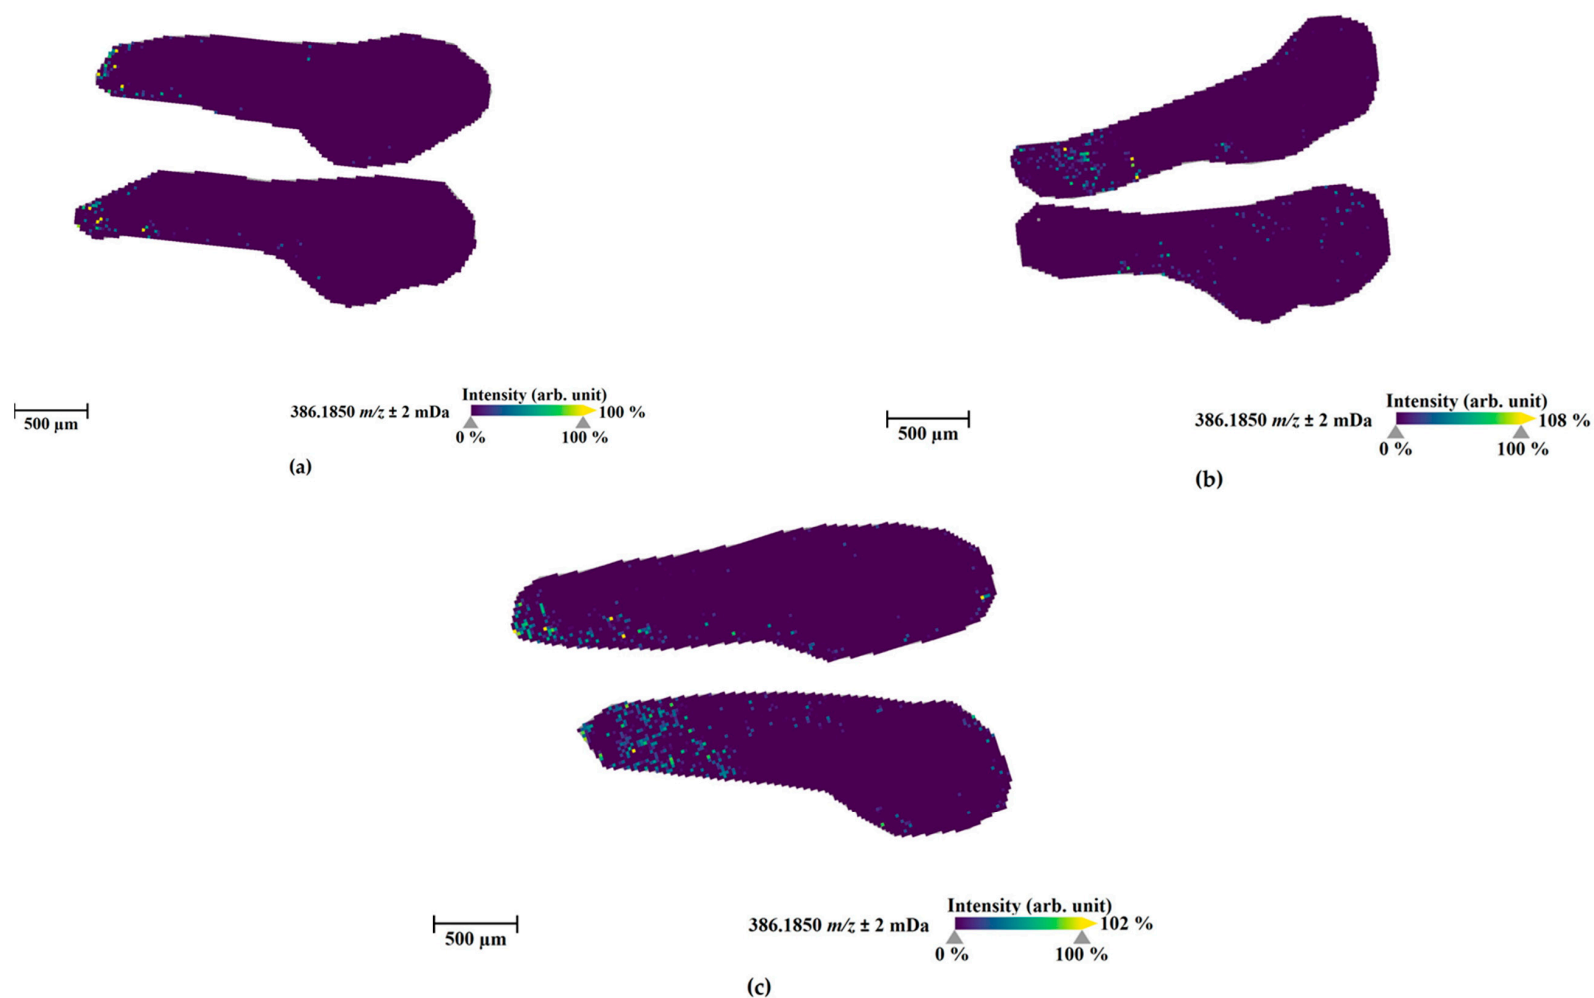 Intensity (arb. unit)
386.1850 m/z ± 2 mDa
100 %
0 %
100 %
500 µm
(a)
Intensity (arb. unit)
386.1850 m/z ± 2 mDa
108 %
0 %
100 %
500 µm
(b)
Intensity (arb. unit)
386.1850 m/z ± 2 mDa
102 %
0 %
100 %
500 µm
(c)